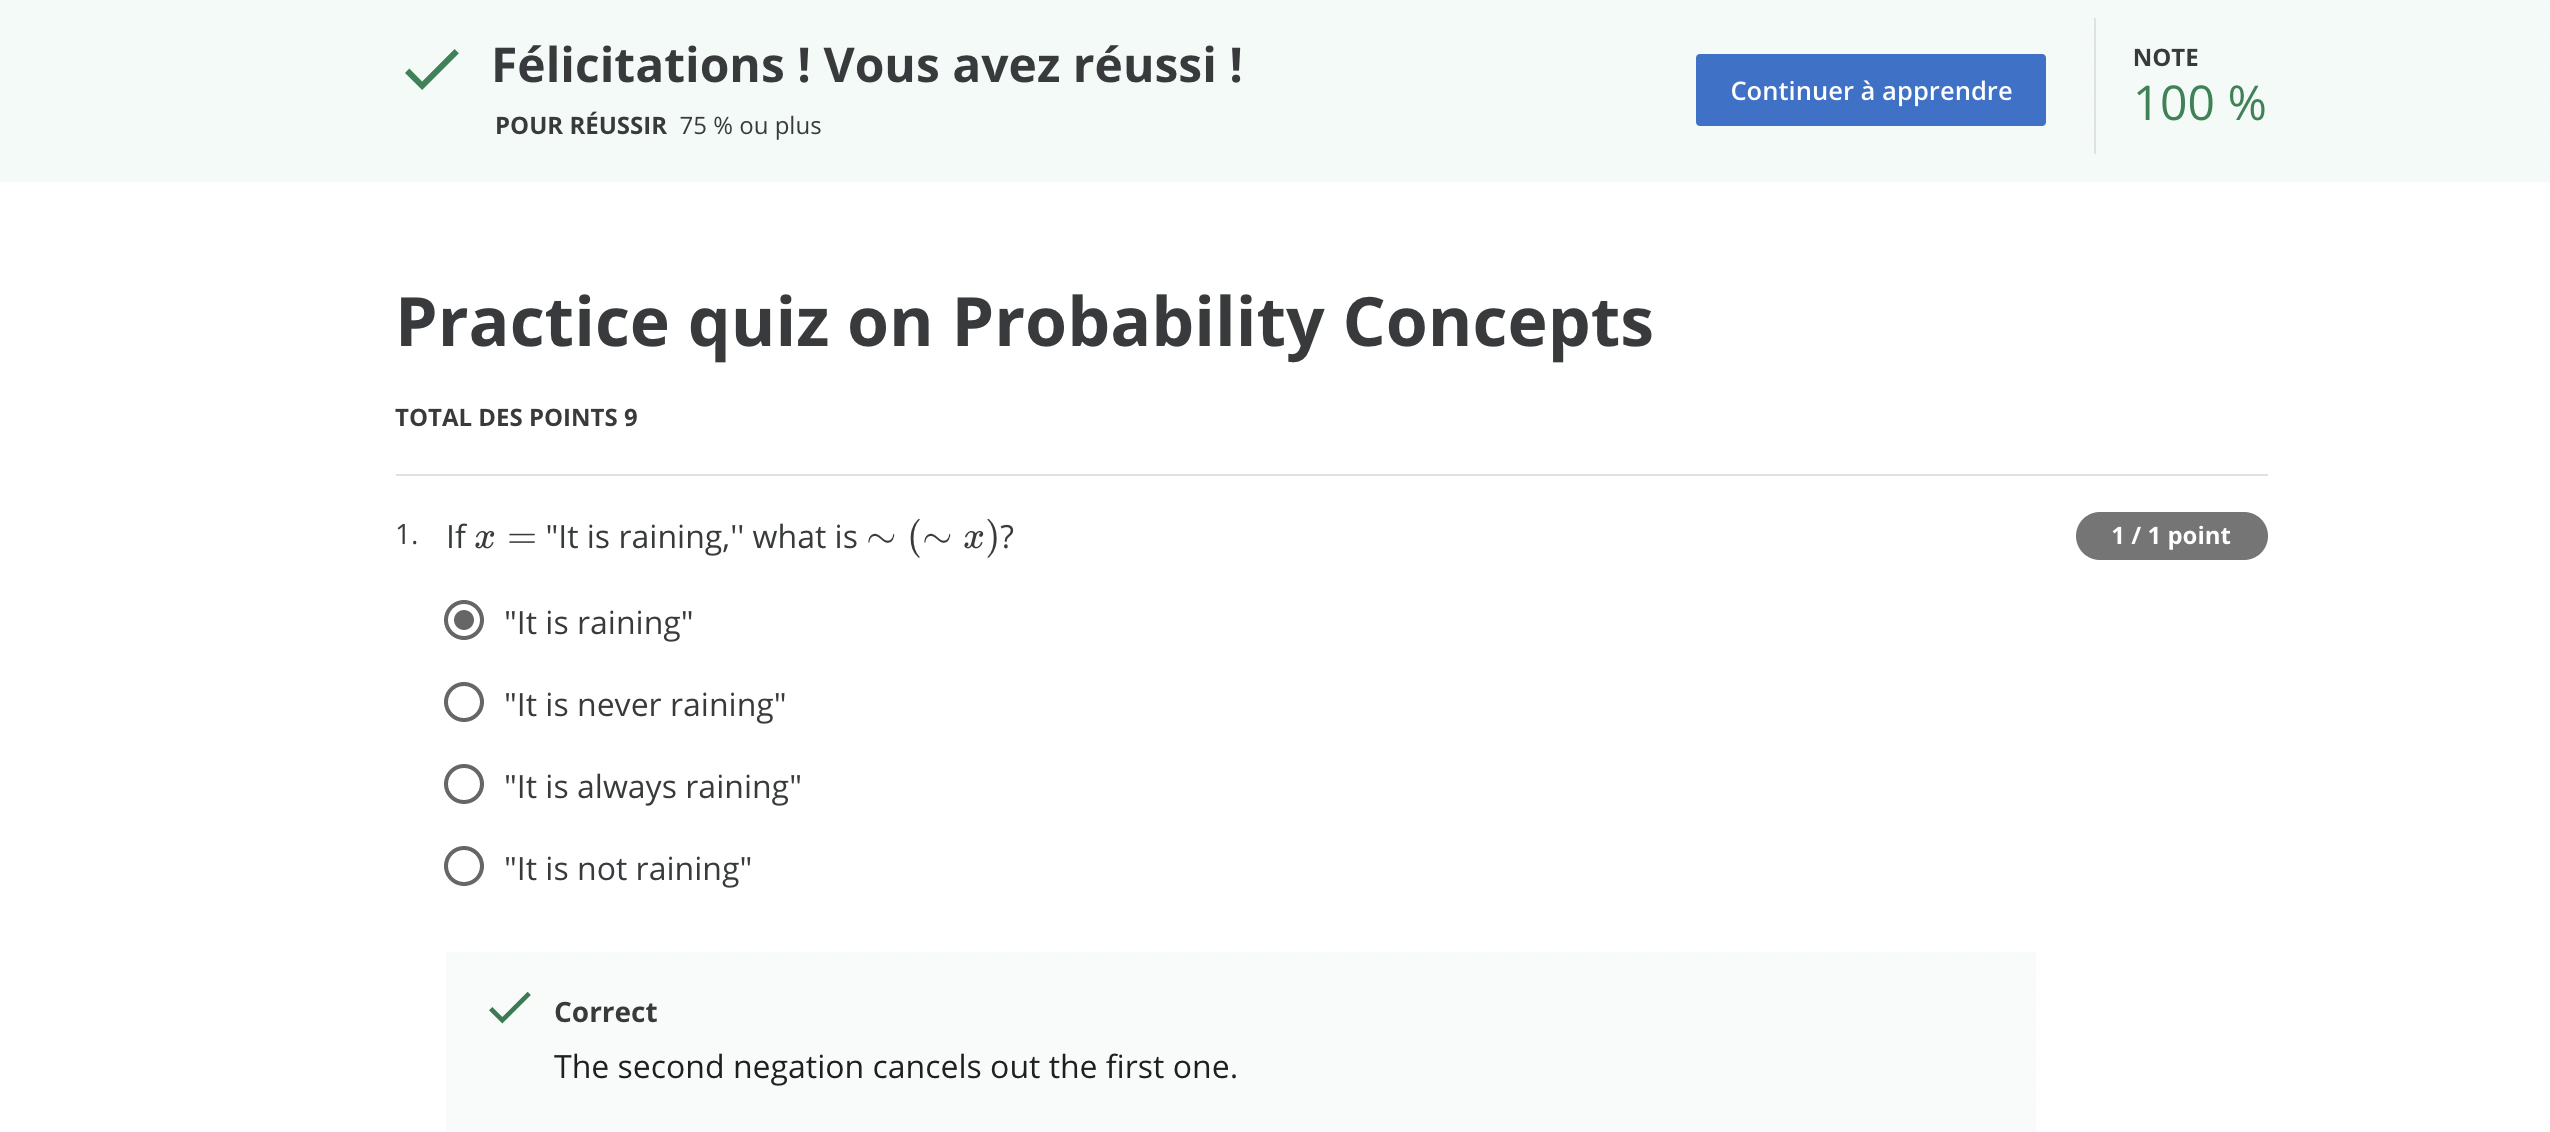 Félicitations ! Vous avez réussi !
POUR RÉUSSIR 75 % ou plus
Continuer à apprendre
NOTE
100 %
Practice quiz on Probability Concepts
TOTAL DES POINTS 9
1. If x = "It is raining,'' what is ∼ (∼ x)?
1 / 1 point
"It is raining"
"It is never raining"
"It is always raining"
"It is not raining"
Correct
The second negation cancels out the first one.